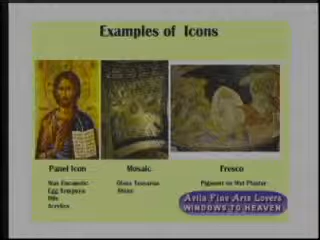 Examples of Icons
Panel Icon
Mosaic
Fresco
Wax Encaustic
Egg Tempera
Oils
Acrylics
Glass Tesserae
Stone
Pigment on Wet Plaster
Avila Fine Arts Lovers
WINDOWS TO HEAVEN